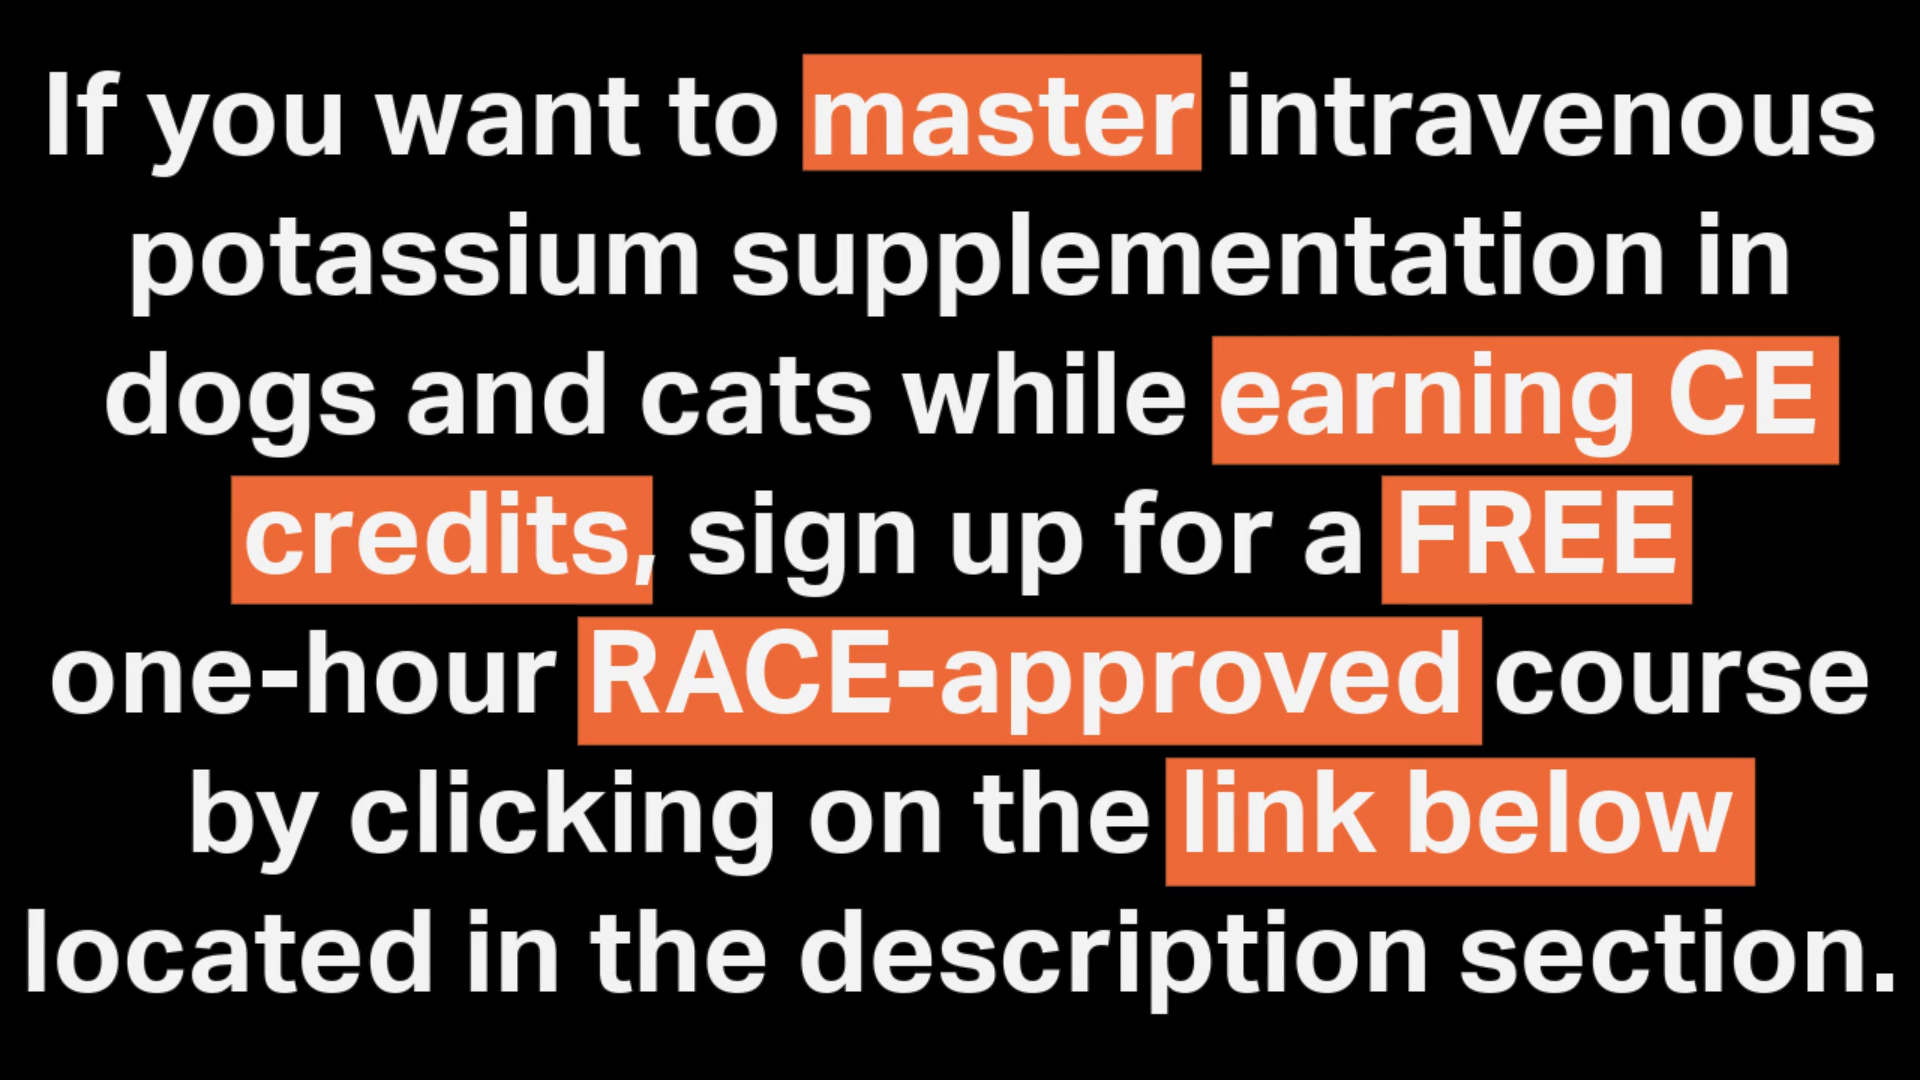 If you want to master intravenous
potassium supplementation in
dogs and cats while earning CE
credits, sign up for a FREE
one-hour RACE-approved course
by clicking on the link below
located in the description section.